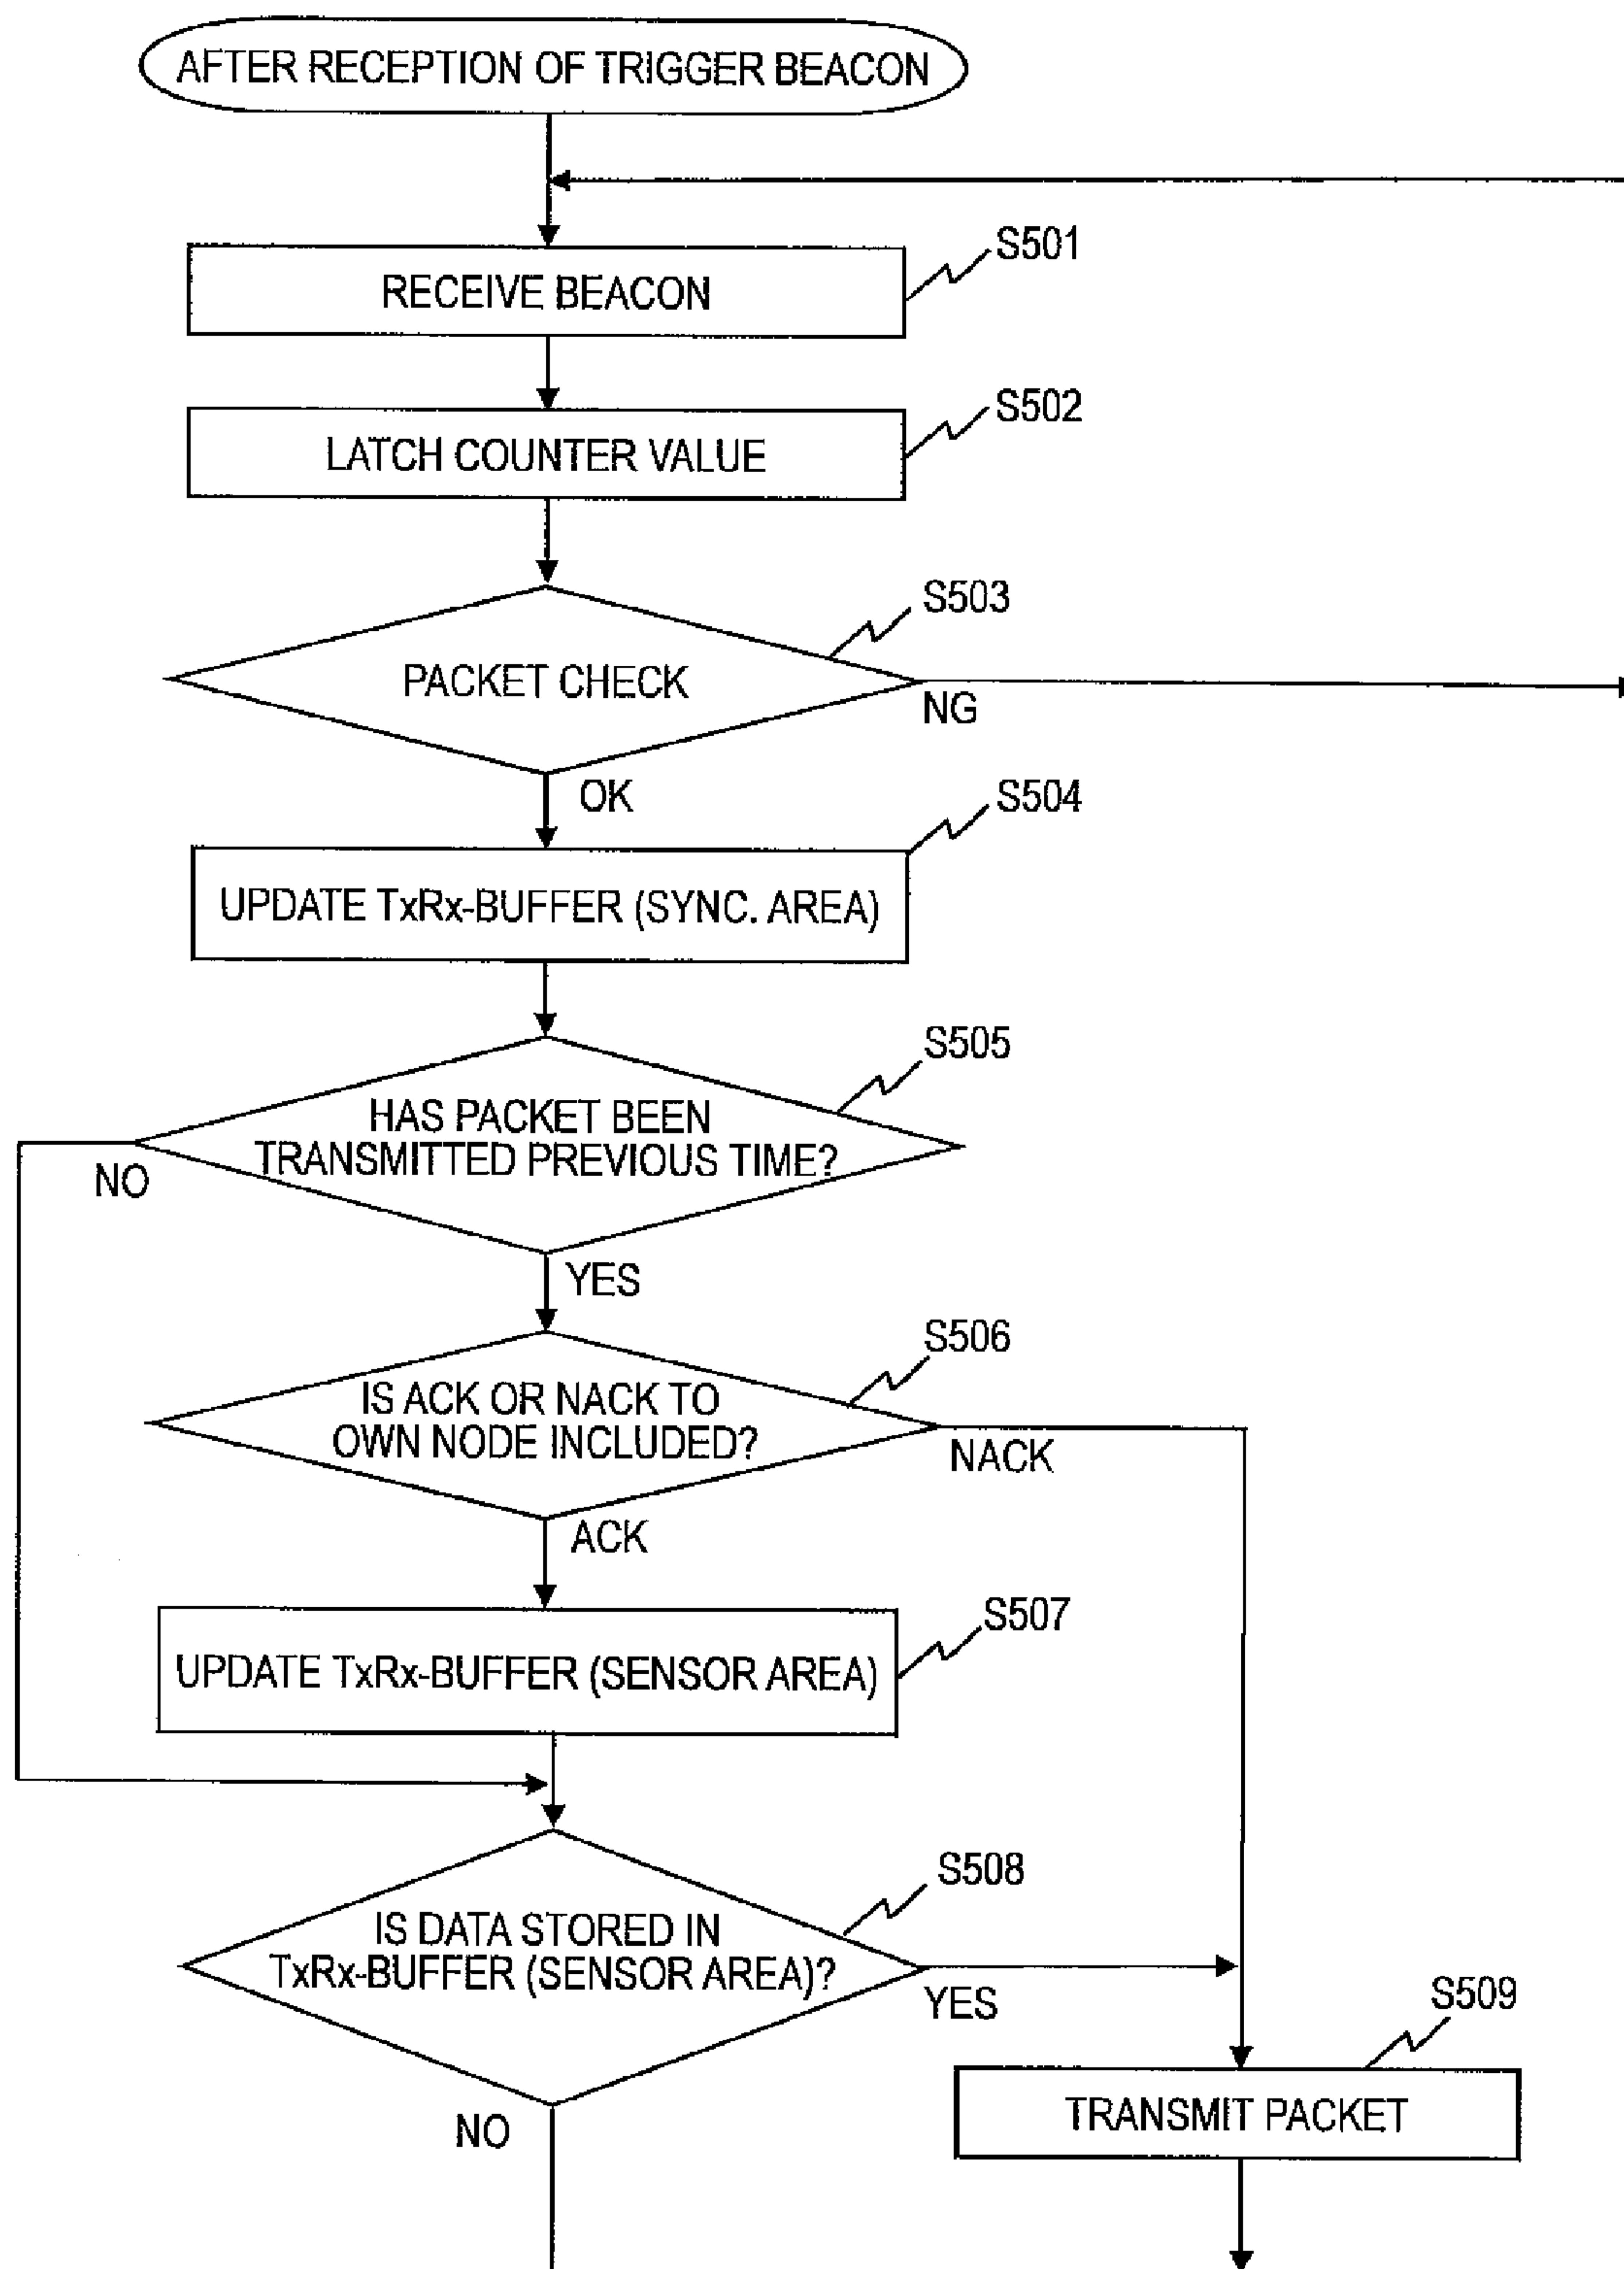 AFTER RECEPTION OF TRIGGER BEACON
S501
RECEIVE BEACON
S502
LATCH COUNTER VALUE
S503
PACKET CHECK
NG
OK
S504
UPDATE TxRx-BUFFER (SYNC. AREA)
S505
HAS PACKET BEEN
TRANSMITTED PREVIOUS TIME?
NO
YES
S506
IS ACK OR NACK TO
OWN NODE INCLUDED?
NACK
ACK
S507
UPDATE TxRx-BUFFER (SENSOR AREA)
S508
IS DATA STORED IN
TxRx-BUFFER (SENSOR AREA)?
YES
S509
TRANSMIT PACKET
NO